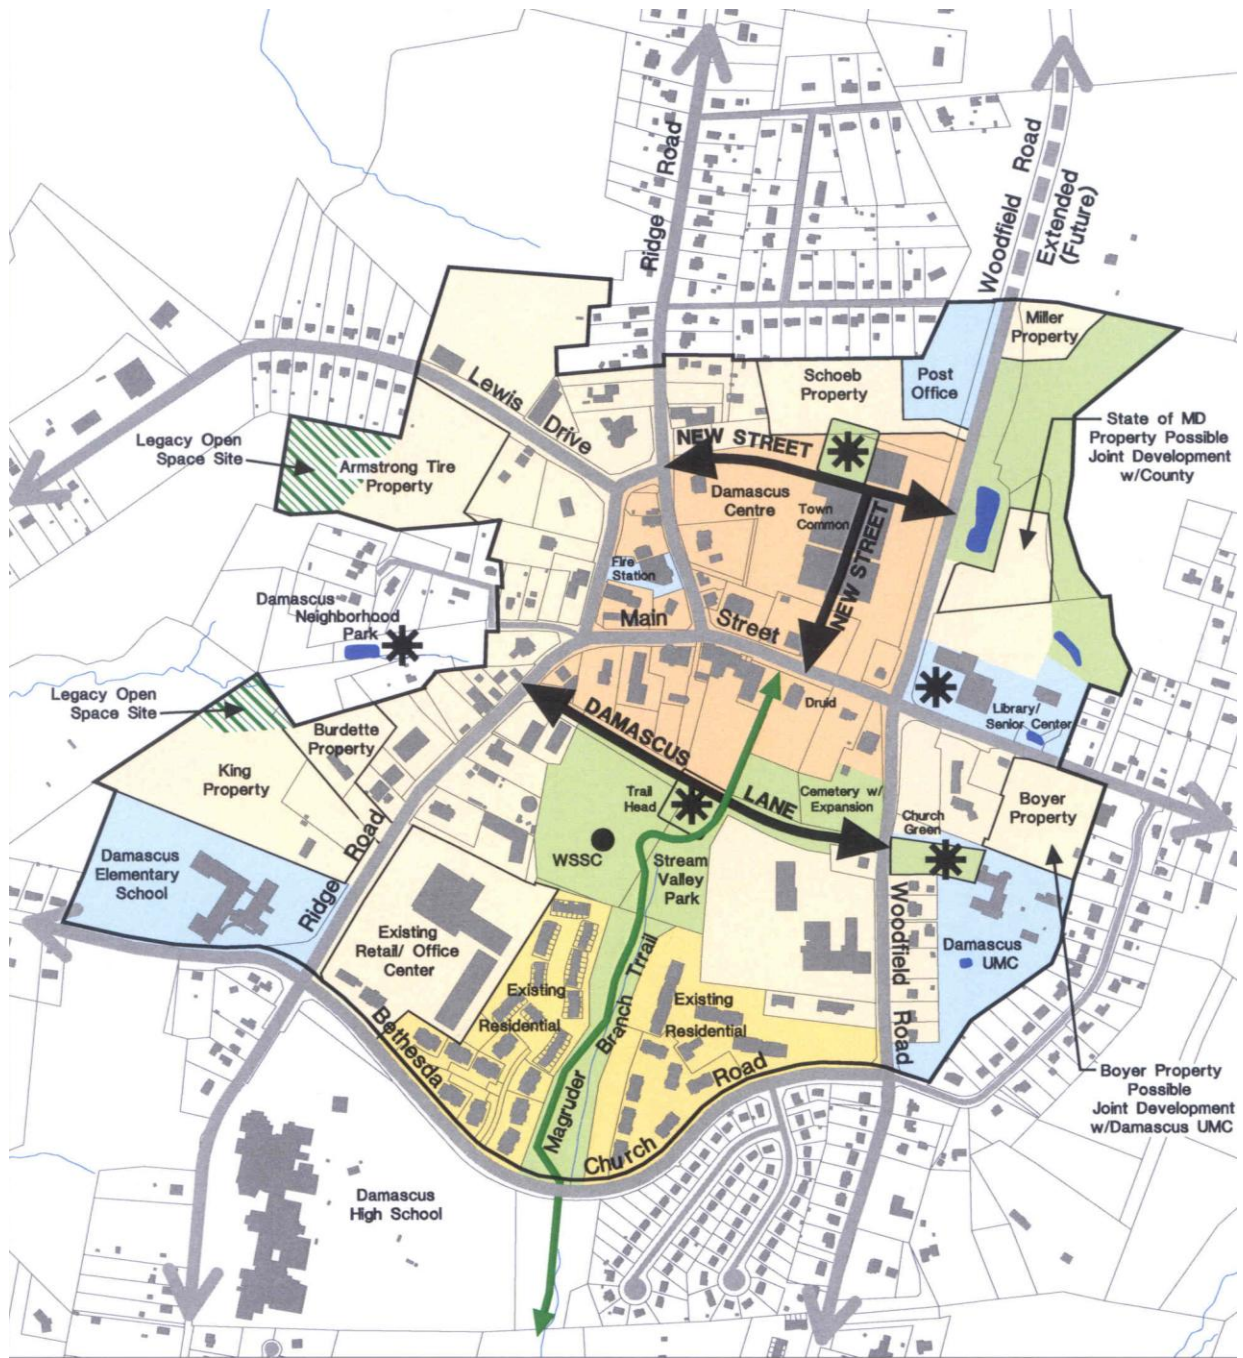 Ridge Road
Woodfield Road
Extended
(Future)
Miller
Property
Schoeb
Property
Post
Office
Lewis
Drive
State of MD
Property Possible
Joint Development
w/County
Legacy Open
Space Site
Armstrong Tire
Property
NEW STREET
Damascus
Centre
Town
Common
NEW STREET
Fire
Station
Main
Street
Damascus
Neighborhood
Park
Legacy Open
Space Site
Burdette
Property
King
Property
DAMASCUS
LANE
Druid
Library/
Senior Center
Trail
Head
Cemetery w/
Expansion
Church
Green
Boyer
Property
WSSC
Stream
Valley
Park
Damascus
Elementary
School
Ridge
Road
Existing
Retail/ Office
Center
Woodfield
Road
Damascus
UMC
Existing
Residential
Existing
Residential
Magruder
Branch
Trrail
Bethesda
Church
Road
Boyer Property
Possible
Joint Development
w/Damascus UMC
Damascus
High School